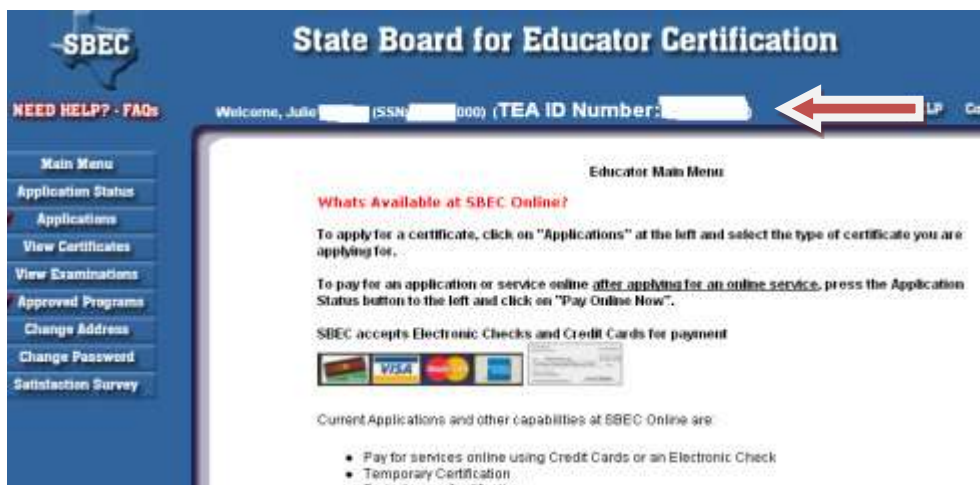 SBEC
State Board for Educator Certification
NEED HELP? - FAQs
Welcome, Julie (SSN: 000) (TEA ID Number: )
LP
Main Menu
Application Status
Applications
View Certificates
View Examinations
Approved Programs
Change Address
Change Password
Satisfaction Survey
Educator Main Menu
Whats Available at SBEC Online?
To apply for a certificate, click on "Applications" at the left and select the type of certificate you are
applying for.
To pay for an application or service online after applying for an online service, press the Application
Status button to the left and click on "Pay Online Now".
SBEC accepts Electronic Checks and Credit Cards for payment
VISA
Current Applications and other capabilities at SBEC Online are:
• Pay for services online using Credit Cards or an Electronic Check
• Temporary Certification